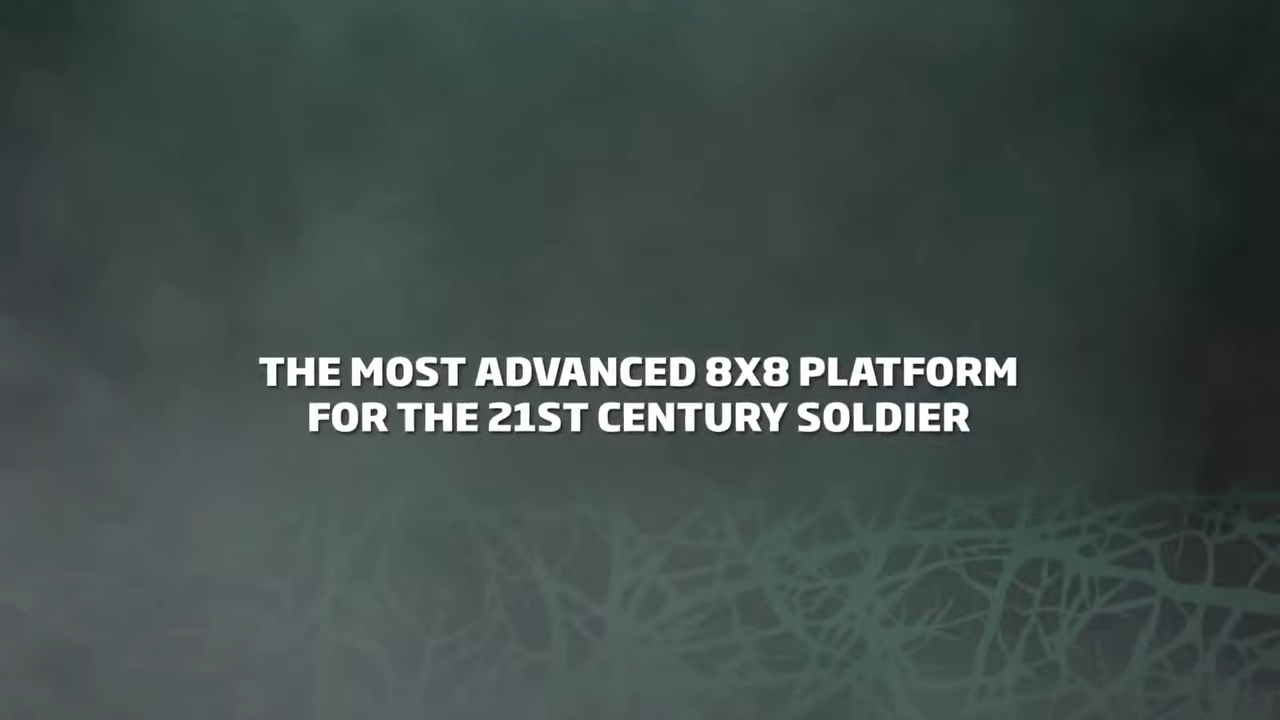 THE MOST ADVANCED 8X8 PLATFORM
FOR THE 21ST CENTURY SOLDIER